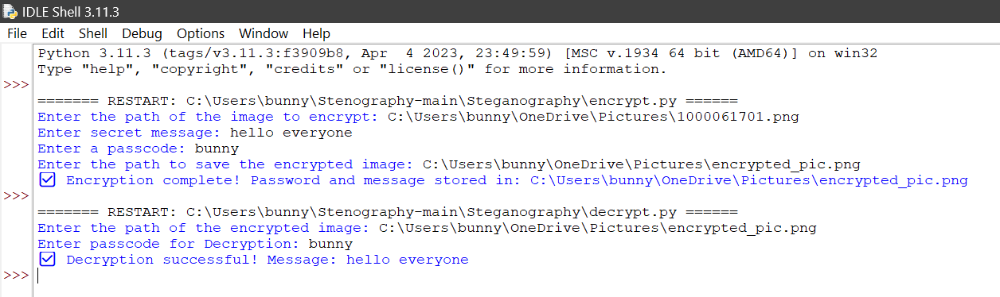 IDLE Shell 3.11.3
File Edit Shell Debug Options Window Help
Python 3.11.3 (tags/v3.11.3:f3909b8, Apr  4 2023, 23:49:59) [MSC v.1934 64 bit (AMD64)] on win32
Type "help", "copyright", "credits" or "license()" for more information.
>>>
======= RESTART: C:\Users\bunny\Stenography-main\Steganography\encrypt.py ======
Enter the path of the image to encrypt: C:\Users\bunny\OneDrive\Pictures\1000061701.png
Enter secret message: hello everyone
Enter a passcode: bunny
Enter the path to save the encrypted image: C:\Users\bunny\OneDrive\Pictures\encrypted_pic.png
☑ Encryption complete! Password and message stored in: C:\Users\bunny\OneDrive\Pictures\encrypted_pic.png
>>>
======= RESTART: C:\Users\bunny\Stenography-main\Steganography\decrypt.py ======
Enter the path of the encrypted image: C:\Users\bunny\OneDrive\Pictures\encrypted_pic.png
Enter passcode for Decryption: bunny
☑ Decryption successful! Message: hello everyone
>>>